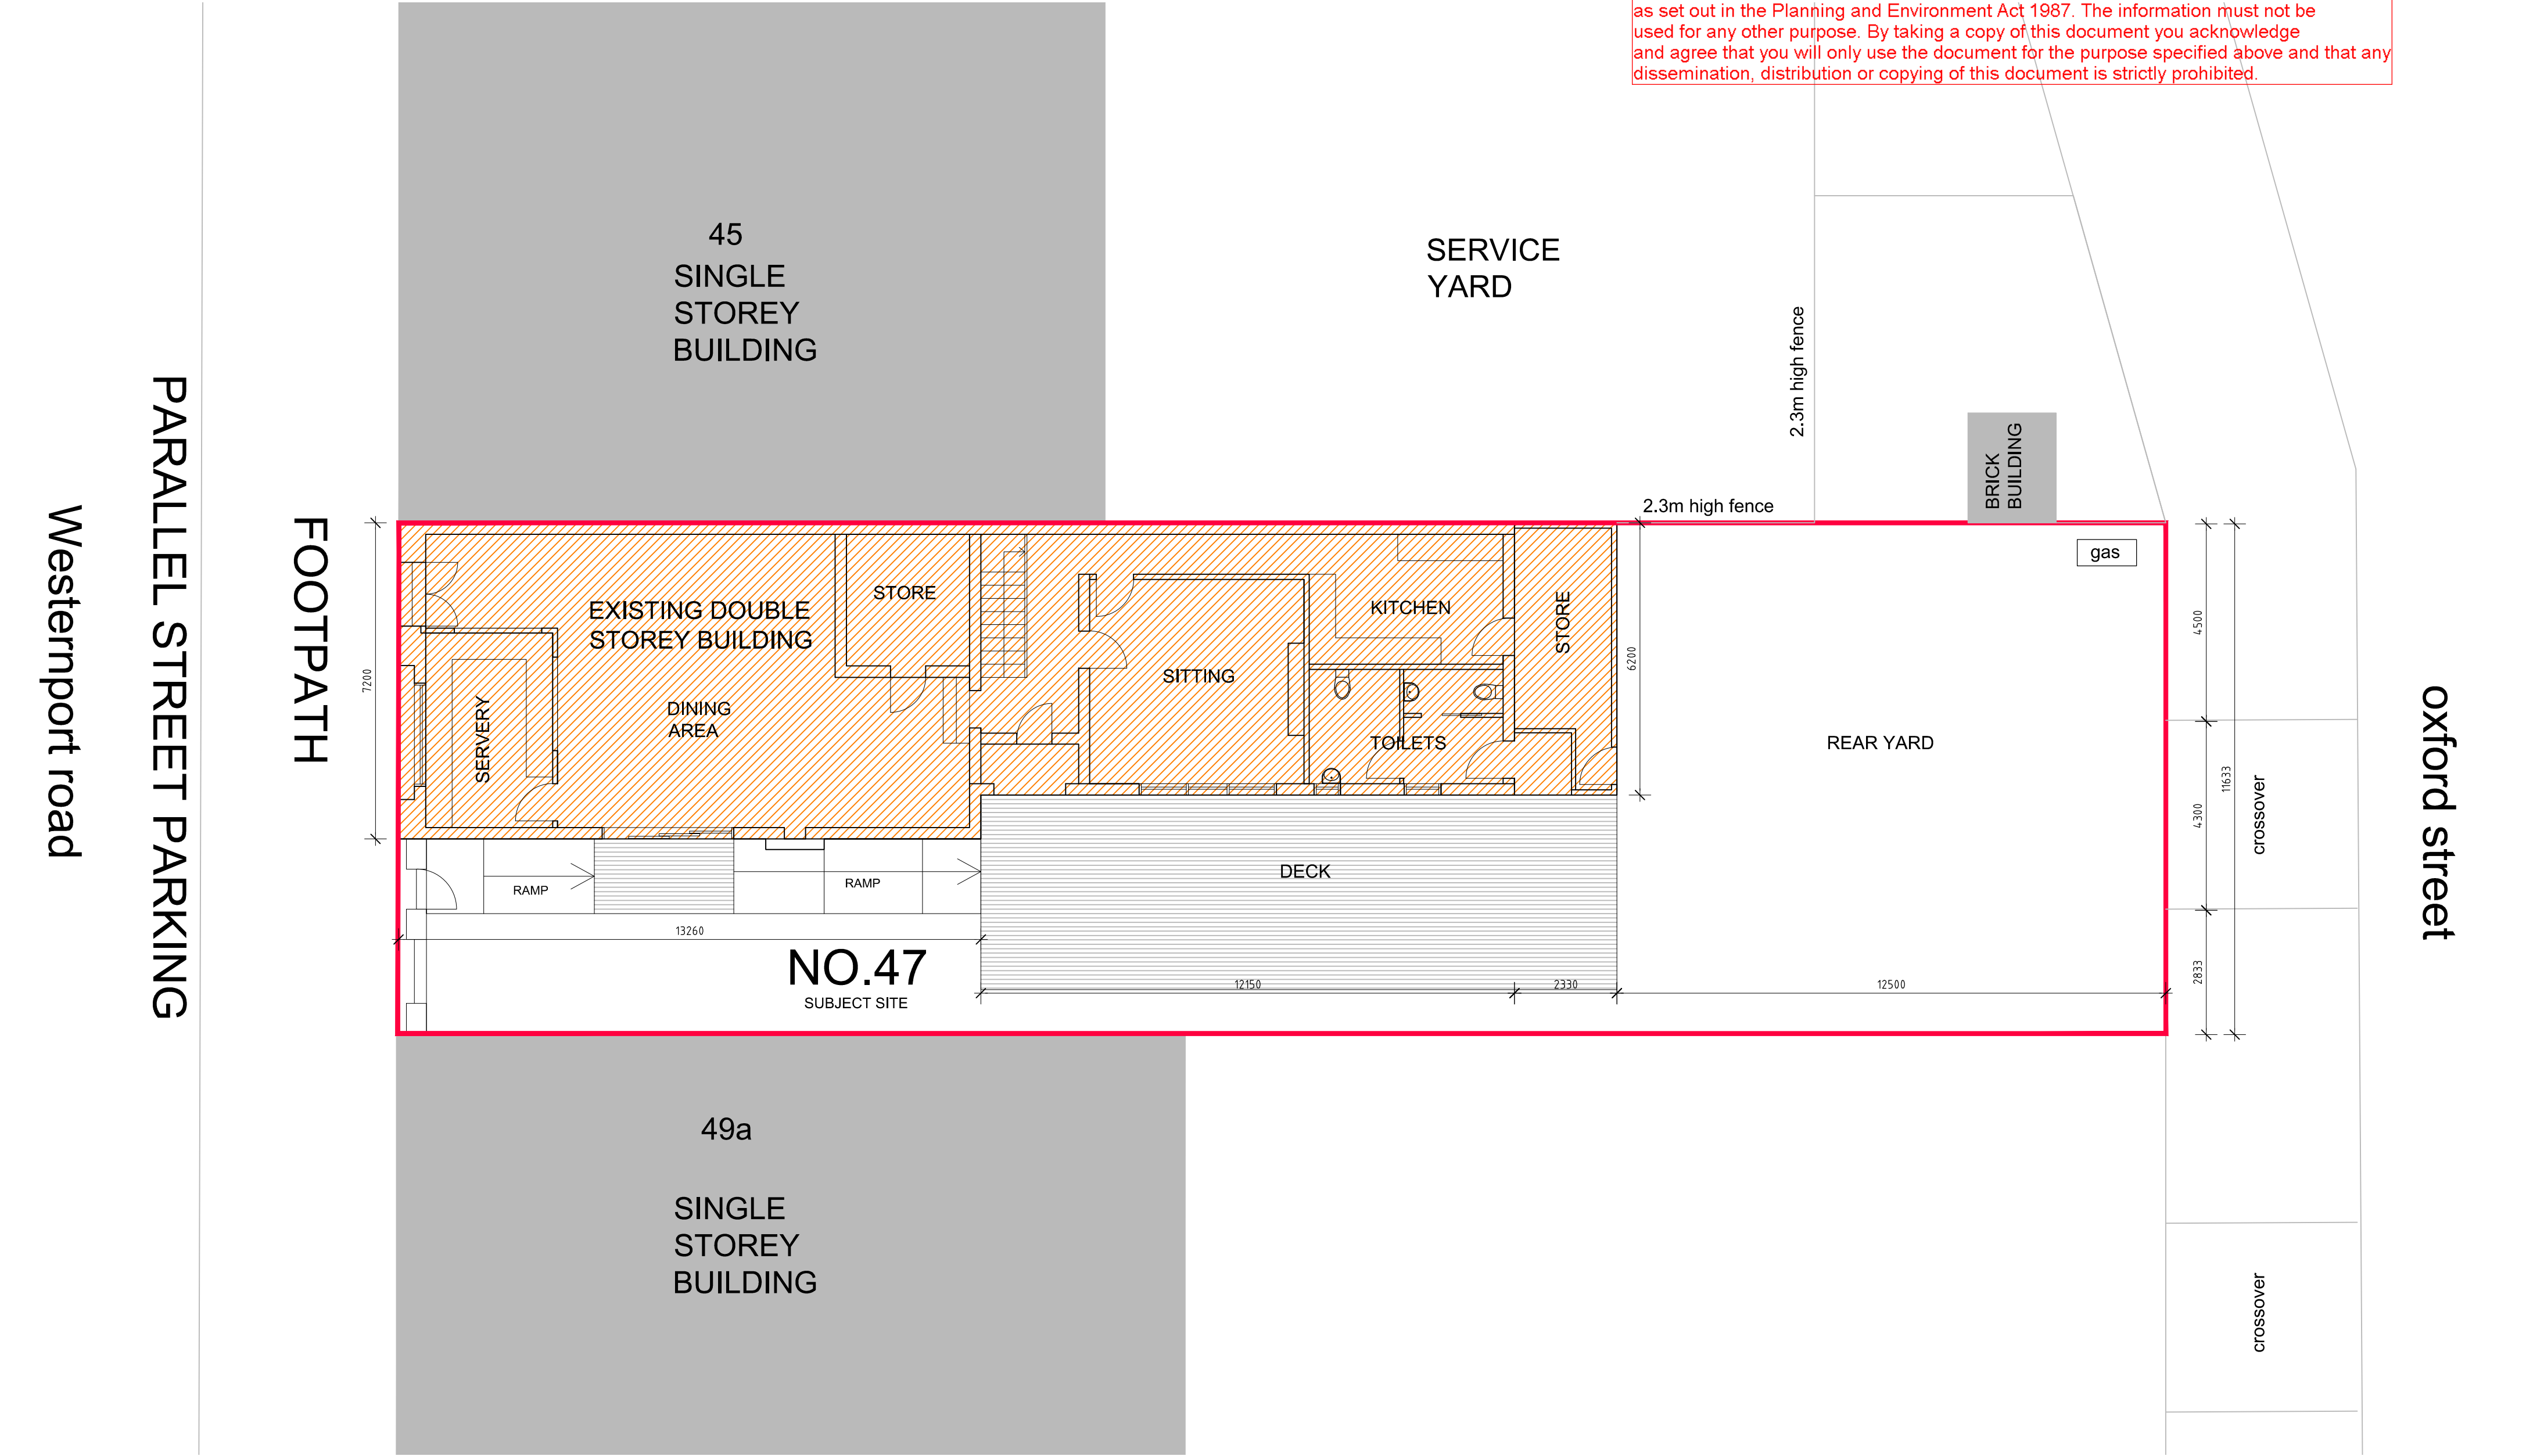 as set out in the Planning and Environment Act 1987. The information must not be
used for any other purpose. By taking a copy of this document you acknowledge
and agree that you will only use the document for the purpose specified above and that any
dissemination, distribution or copying of this document is strictly prohibited.
45
SINGLE
STOREY
BUILDING
SERVICE
YARD
2.3m high fence
BRICK
BUILDING
2.3m high fence
Westernport road
PARALLEL STREET PARKING
FOOTPATH
7200
EXISTING DOUBLE
STOREY BUILDING
STORE
SERVERY
DINING
AREA
SITTING
KITCHEN
TOILETS
STORE
6200
gas
REAR YARD
4500
4300
2833
11633
crossover
oxford street
RAMP
RAMP
DECK
13260
NO.47
SUBJECT SITE
12150
2330
12500
49a
SINGLE
STOREY
BUILDING
crossover